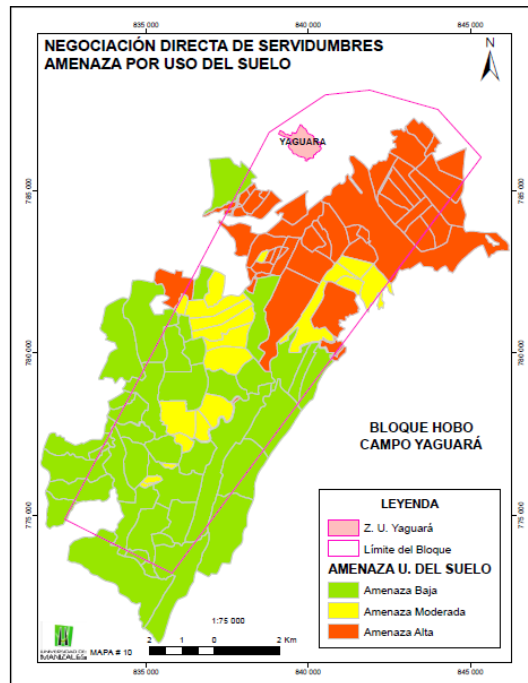 835 000 840 000 845 000
NEGOCIACIÓN DIRECTA DE SERVIDUMBRES
AMENAZA POR USO DEL SUELO
N
YAGUARA
785 000 785 000
780 000 780 000
BLOQUE HOBO
CAMPO YAGUARÁ
775 000 775 000
LEYENDA
Z. U. Yaguará
Límite del Bloque
AMENAZA U. DEL SUELO
Amenaza Baja
Amenaza Moderada
Amenaza Alta
1:75 000
2 1 0 2 Km
UNIVERSIDAD DE
MANIZALES
MAPA # 10
835 000 840 000 845 000